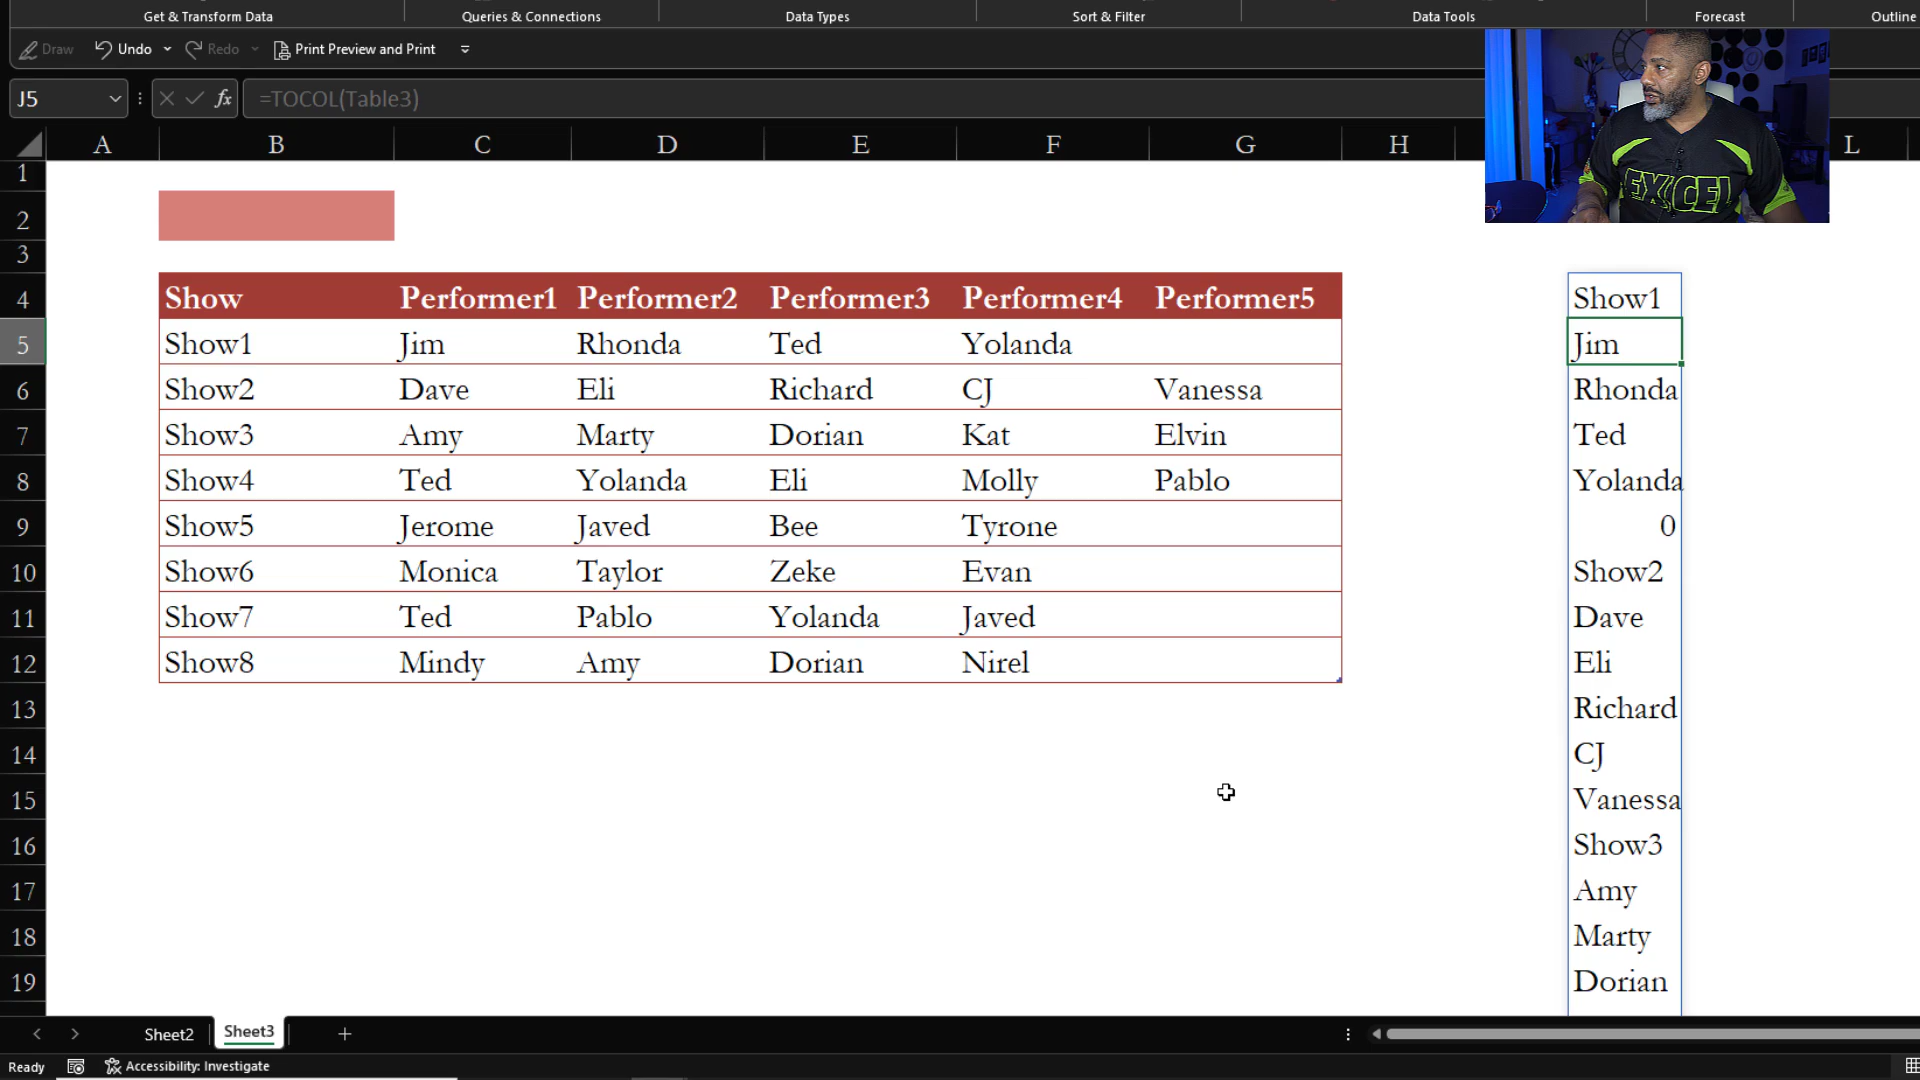 Get & Transform Data Queries & Connections Data Types Sort & Filter Data Tools Forecast Outline
Draw Undo Redo Print Preview and Print
J5 fx =TOCOL(Table3)
A B C D E F G H L
1
2
3
4 Show Performer1 Performer2 Performer3 Performer4 Performer5 Show1
5 Show1 Jim Rhonda Ted Yolanda Jim
6 Show2 Dave Eli Richard CJ Vanessa Rhonda
7 Show3 Amy Marty Dorian Kat Elvin Ted
8 Show4 Ted Yolanda Eli Molly Pablo Yolanda
9 Show5 Jerome Javed Bee Tyrone 0
10 Show6 Monica Taylor Zeke Evan Show2
11 Show7 Ted Pablo Yolanda Javed Dave
12 Show8 Mindy Amy Dorian Nirel Eli
13 Richard
14 CJ
15 Vanessa
16 Show3
17 Amy
18 Marty
19 Dorian
EXCEL
Sheet2 Sheet3
Ready Accessibility: Investigate